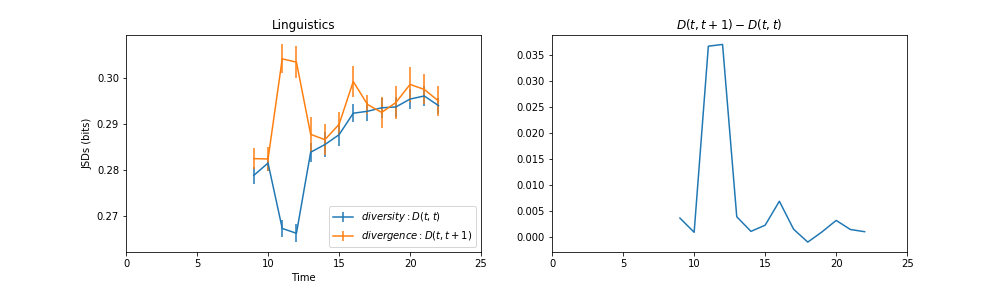 Linguistics
JSDs (bits)
0.30
0.29
0.28
0.27
0 5 10 15 20 25
Time
diversity: D(t, t)
divergence: D(t, t + 1)
D(t, t + 1) − D(t, t)
0.035
0.030
0.025
0.020
0.015
0.010
0.005
0.000
0 5 10 15 20 25